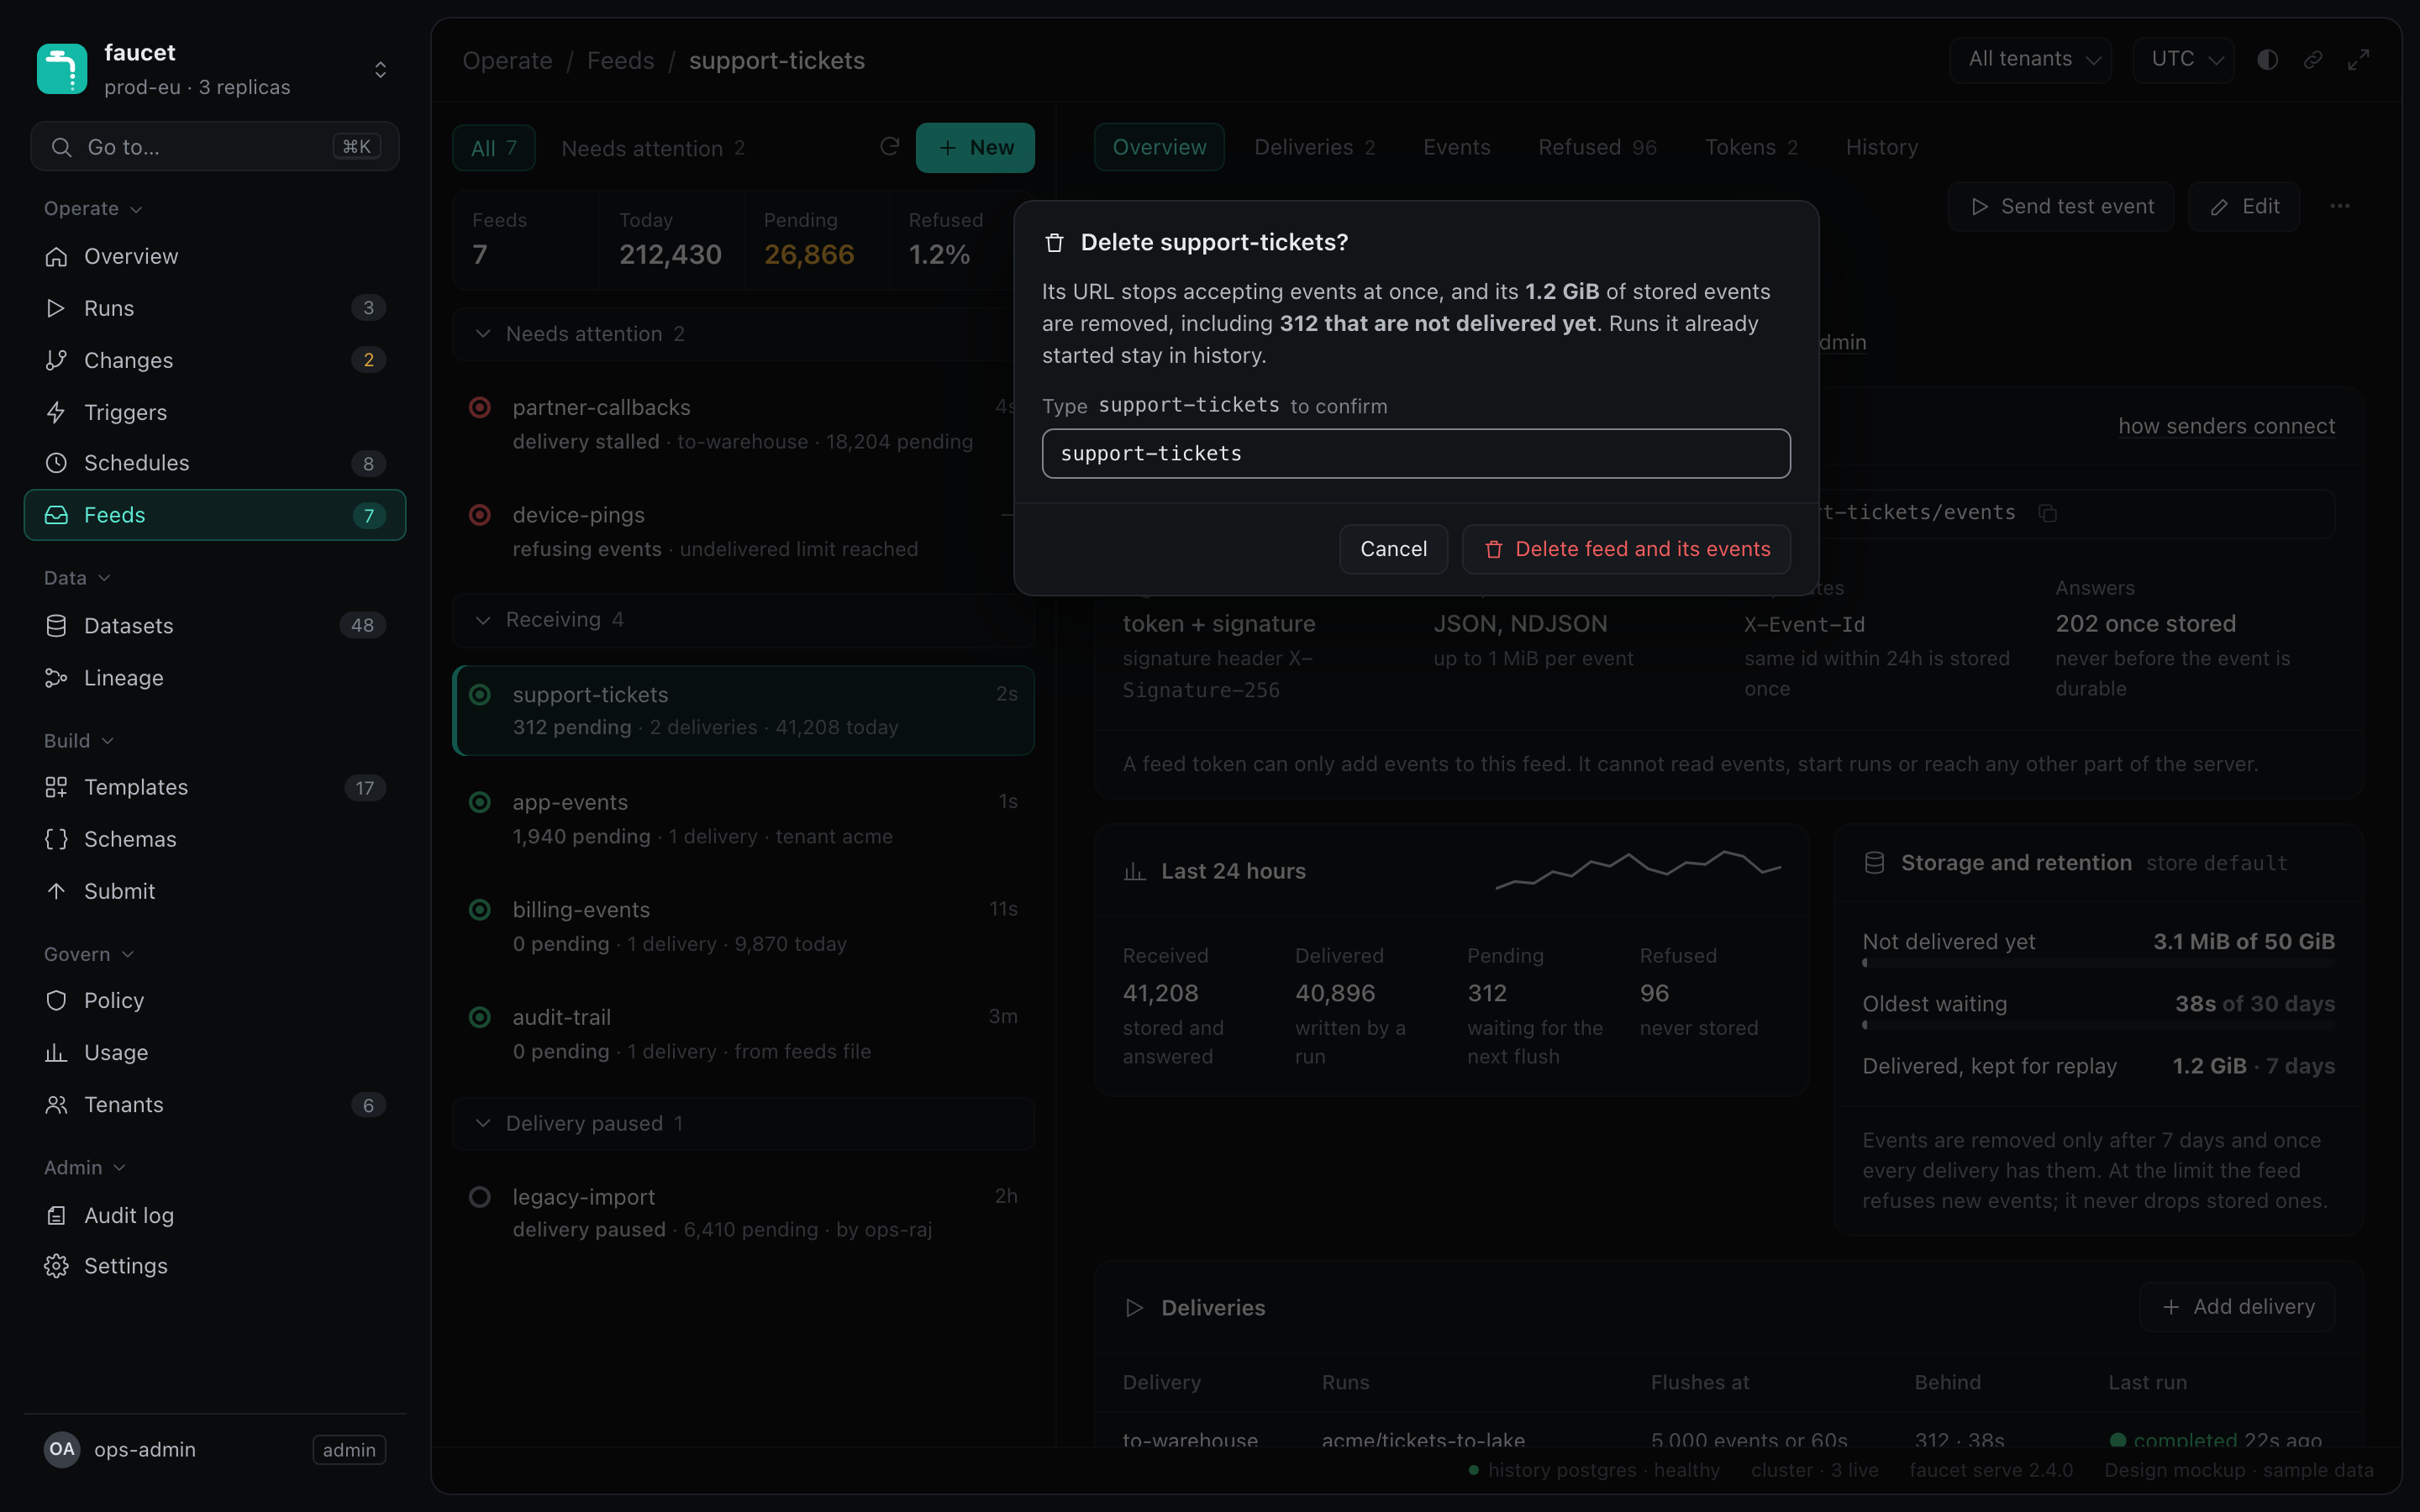 faucet
prod-eu · 3 replicas
Go to...
⌘K
Operate
Overview
Runs 3
Changes 2
Triggers
Schedules 8
Feeds 7
Data
Datasets 48
Lineage
Build
Templates 17
Schemas
Submit
Govern
Policy
Usage
Tenants 6
Admin
Audit log
Settings
OA ops-admin admin
Operate / Feeds / support-tickets
All tenants
UTC
All 7
Needs attention 2
+ New
Feeds
7
Today
212,430
Pending
26,866
Refused
1.2%
Needs attention 2
partner-callbacks
delivery stalled · to-warehouse · 18,204 pending
device-pings
refusing events · undelivered limit reached
Receiving 4
support-tickets 2s
312 pending · 2 deliveries · 41,208 today
app-events 1s
1,940 pending · 1 delivery · tenant acme
billing-events 11s
0 pending · 1 delivery · 9,870 today
audit-trail 3m
0 pending · 1 delivery · from feeds file
Delivery paused 1
legacy-import 2h
delivery paused · 6,410 pending · by ops-raj
Overview
Deliveries 2
Events
Refused 96
Tokens 2
History
Send test event
Edit
Delete support-tickets?
Its URL stops accepting events at once, and its 1.2 GiB of stored events
are removed, including 312 that are not delivered yet. Runs it already
started stay in history.
Type support-tickets to confirm
support-tickets
Cancel
Delete feed and its events
how senders connect
t-tickets/events
token + signature
signature header X-
Signature-256
JSON, NDJSON
up to 1 MiB per event
X-Event-Id
same id within 24h is stored
once
Answers
202 once stored
never before the event is
durable
A feed token can only add events to this feed. It cannot read events, start runs or reach any other part of the server.
Last 24 hours
Received
41,208
stored and
answered
Delivered
40,896
written by a
run
Pending
312
waiting for the
next flush
Refused
96
never stored
Storage and retention store default
Not delivered yet 3.1 MiB of 50 GiB
Oldest waiting 38s of 30 days
Delivered, kept for replay 1.2 GiB · 7 days
Events are removed only after 7 days and once
every delivery has them. At the limit the feed
refuses new events; it never drops stored ones.
Deliveries
+ Add delivery
Delivery Runs Flushes at Behind Last run
to-warehouse acme/tickets-to-lake 5,000 events or 60s 312 · 38s completed 22s ago
history postgres · healthy
cluster · 3 live
faucet serve 2.4.0
Design mockup · sample data